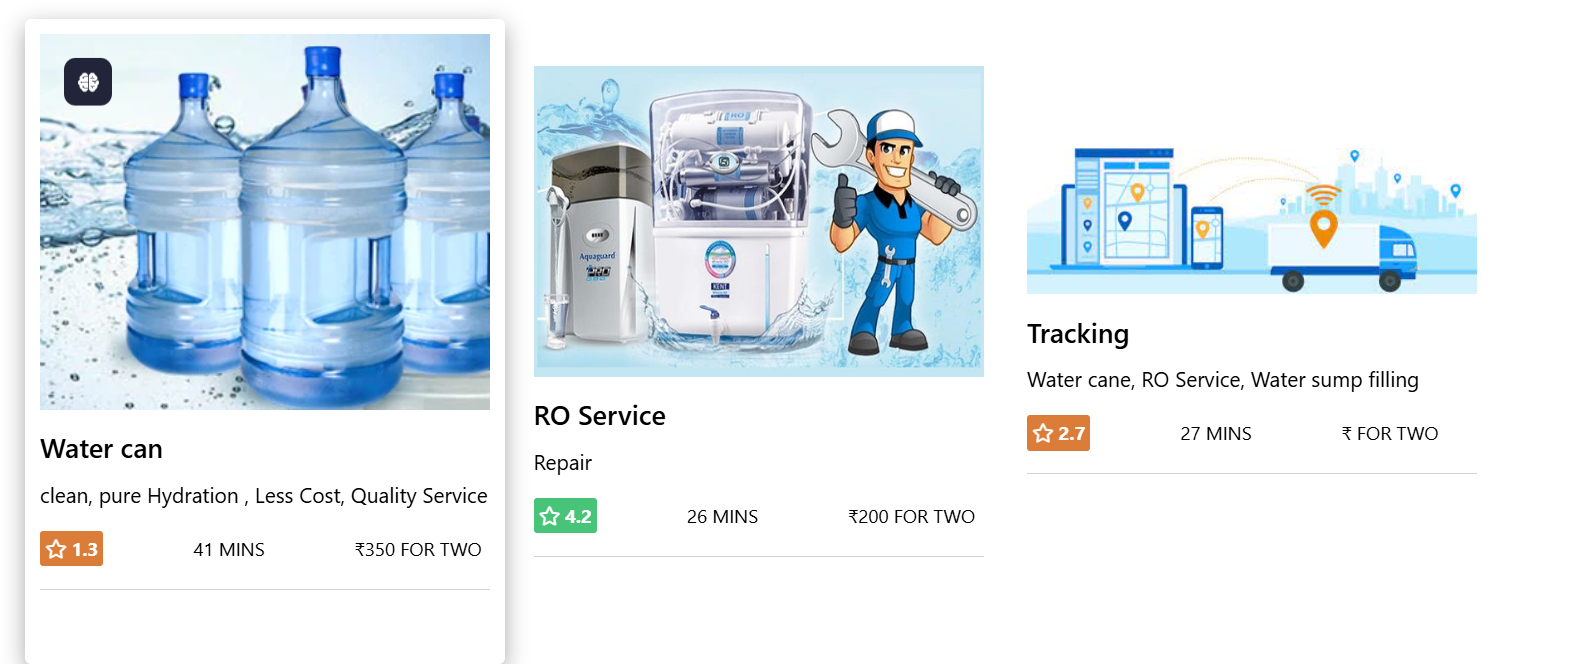 Water can
clean, pure Hydration , Less Cost, Quality Service
1.3 41 MINS ₹350 FOR TWO
RO
Aquaguard
KENT
RO Service
Repair
4.2 26 MINS ₹200 FOR TWO
Tracking
Water cane, RO Service, Water sump filling
2.7 27 MINS ₹ FOR TWO